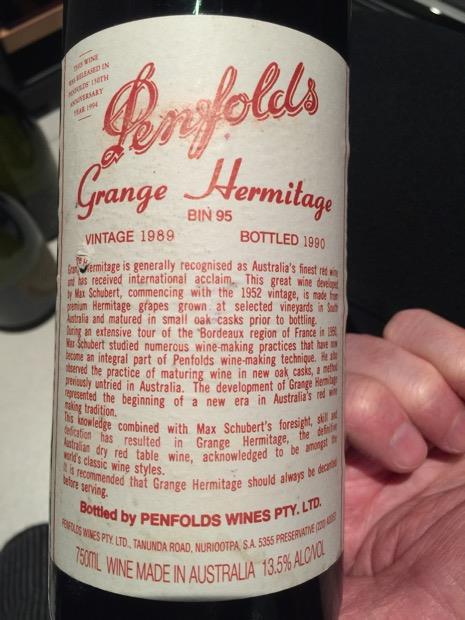 THIS WINE
WAS RELEASED IN
PENFOLDS' 150TH
ANNIVERSARY
YEAR 1994
Penfolds
Grange Hermitage
BIN 95
VINTAGE 1989 BOTTLED 1990
Grange Hermitage is generally recognised as Australia's finest red wine
and has received international acclaim. This great wine developed
by Max Schubert, commencing with the 1952 vintage, is made from
premium Hermitage grapes grown at selected vineyards in South
Australia and matured in small oak casks prior to bottling.
During an extensive tour of the Bordeaux region of France in 1950,
Max Schubert studied numerous wine-making practices that have now
become an integral part of Penfolds wine-making technique. He also
observed the practice of maturing wine in new oak casks, a method
previously untried in Australia. The development of Grange Hermitage
represented the beginning of a new era in Australia's red wine
making tradition.
This knowledge combined with Max Schubert's foresight, skill and
dedication has resulted in Grange Hermitage, the definitive
Australian dry red table wine, acknowledged to be amongst the
world's classic wine styles.
It is recommended that Grange Hermitage should always be decanted
before serving.
Bottled by PENFOLDS WINES PTY. LTD.
PENFOLDS WINES PTY. LTD., TANUNDA ROAD, NURIOOTPA, S.A. 5355 PRESERVATIVE (220) ADDED
750ML WINE MADE IN AUSTRALIA 13.5% ALC/VOL